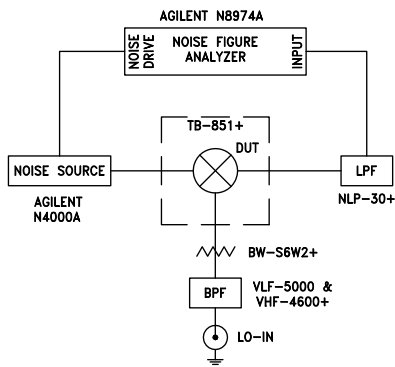 AGILENT N8974A
NOISE DRIVE
NOISE FIGURE ANALYZER
INPUT
TB-851+
DUT
NOISE SOURCE
AGILENT
N4000A
LPF
NLP-30+
BW-S6W2+
BPF
VLF-5000 &
VHF-4600+
LO-IN